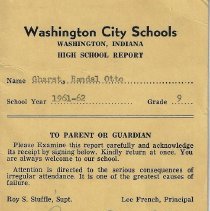 Washington City Schools
WASHINGTON, INDIANA
HIGH SCHOOL REPORT
Name Gharst, Randal Otto
School Year 1961-62 Grade 9
TO PARENT OR GUARDIAN
Please Examine this report carefully and acknowledge
its receipt by signing below. Kindly return at once. You
are always welcome to our school.
Attention is directed to the serious consequences of
irregular attendance. It is one of the greatest causes of
failure.
Roy S. Stuffle, Supt. Lee French, Principal